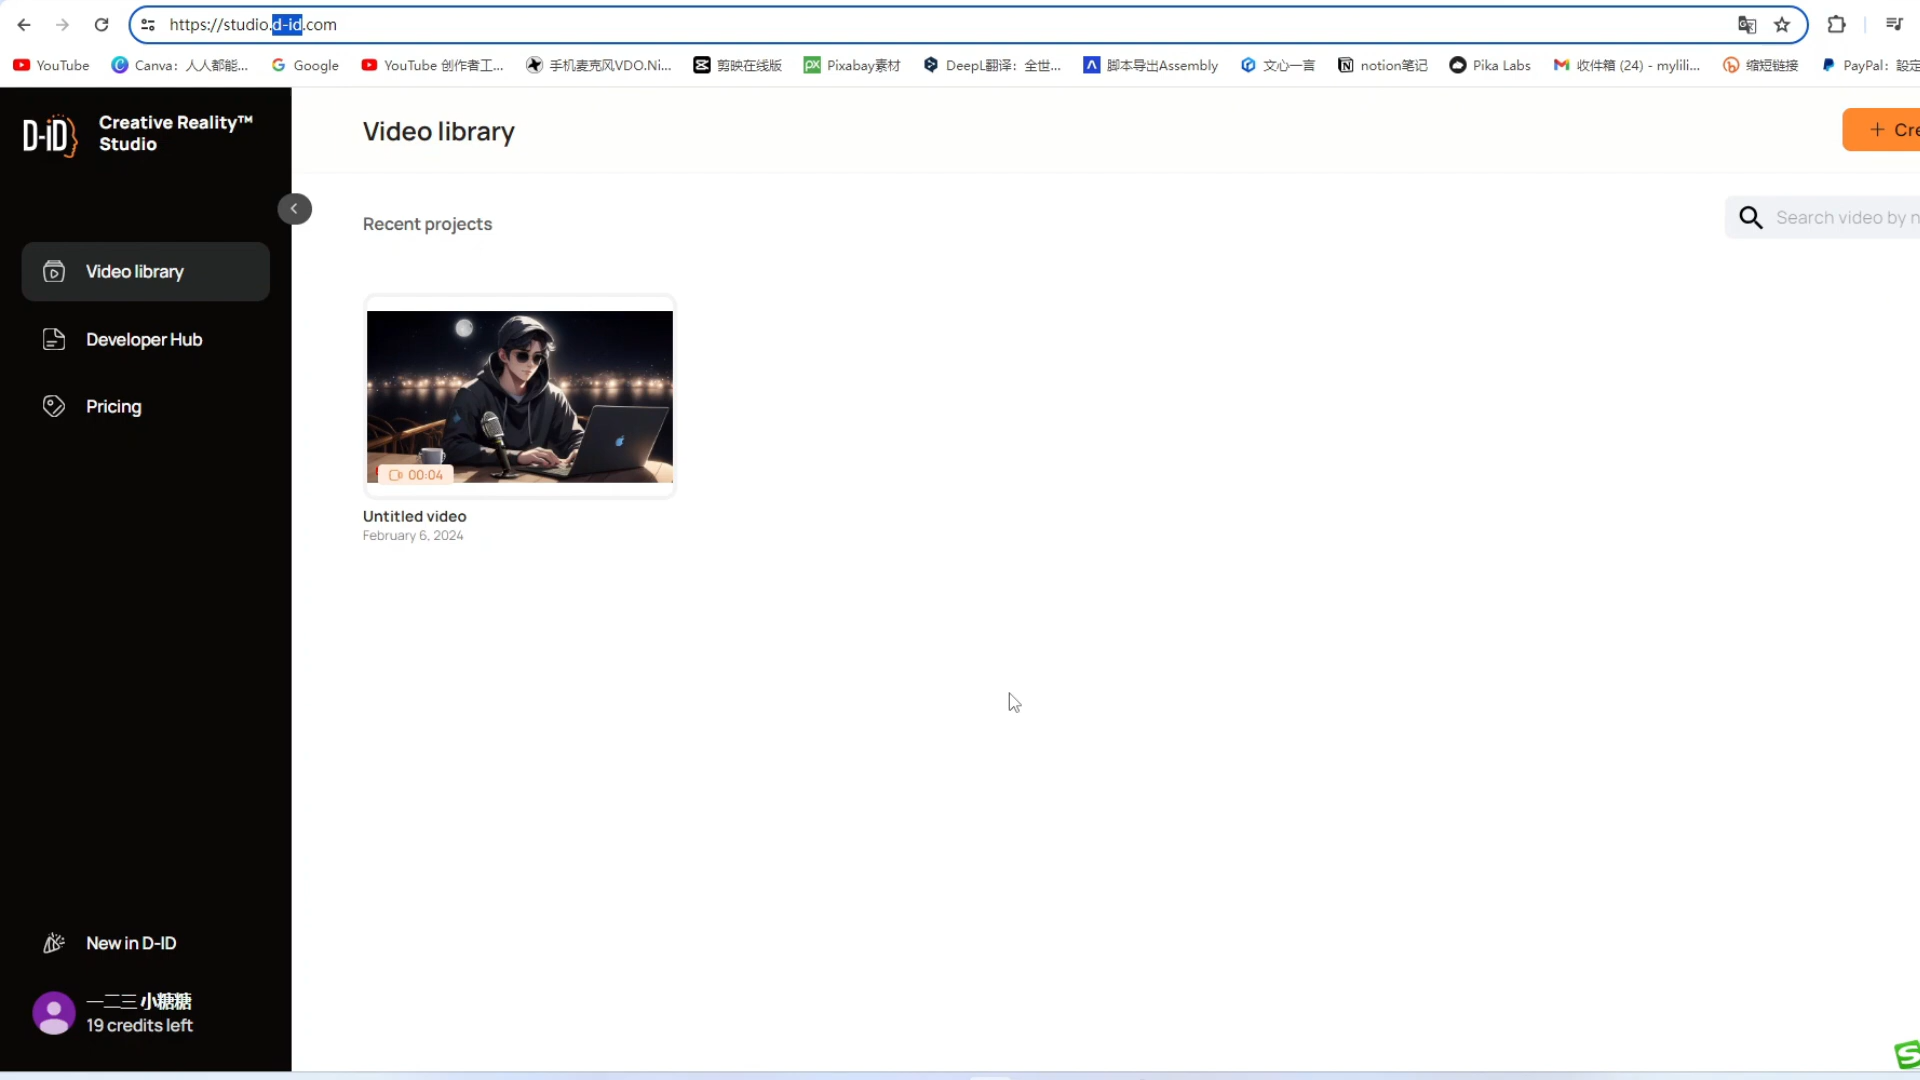 https://studio.d-id.com
YouTube
Canva：人人都能...
Google
YouTube 创作者工...
手机麦克风VDO.Ni...
剪映在线版
Pixabay素材
DeepL翻译：全世...
脚本导出Assembly
文心一言
notion笔记
Pika Labs
收件箱 (24) - mylili...
缩短链接
PayPal：設定
D-iD
Creative Reality™
Studio
Video library
+ Cre
Recent projects
Search video by n
Video library
Developer Hub
Pricing
00:04
Untitled video
February 6, 2024
New in D-ID
一二三 小糖糖
19 credits left